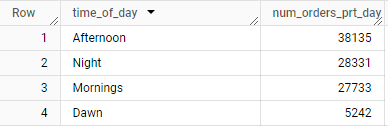 Row time_of_day num_orders_prt_day
1 Afternoon 38135
2 Night 28331
3 Mornings 27733
4 Dawn 5242